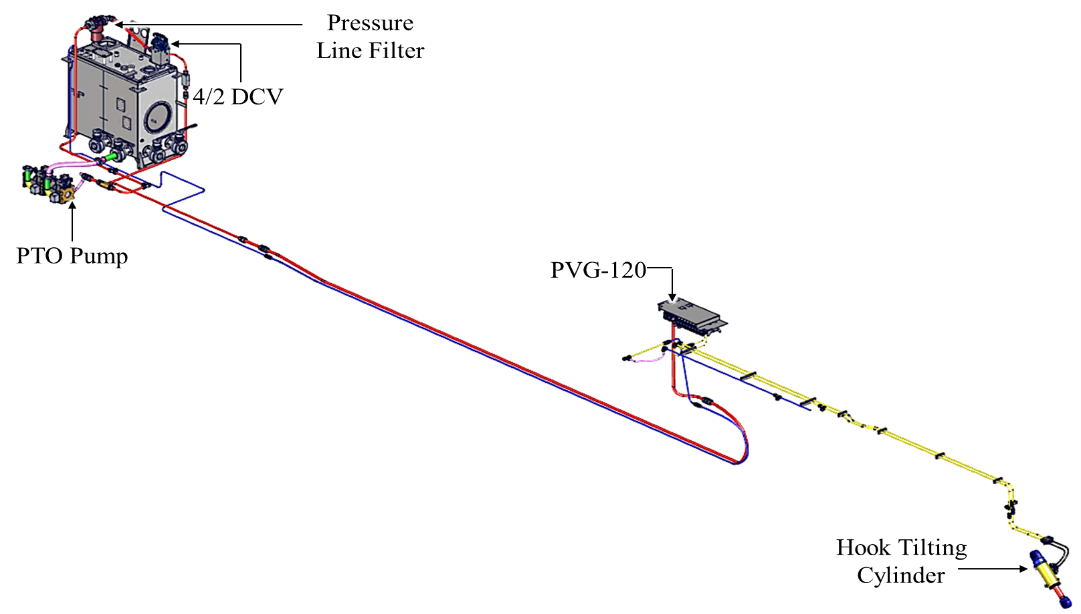 Pressure
Line Filter
4/2 DCV
PTO Pump
PVG-120
Hook Tilting
Cylinder